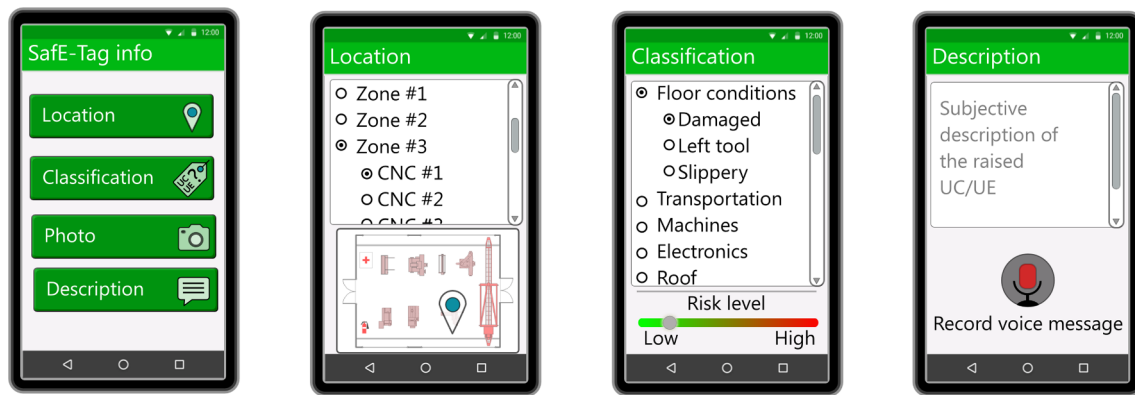 12:00
SafE-Tag info
Location
Classification
UC
UE
?
Photo
Description
12:00
Location
Zone #1
Zone #2
Zone #3
CNC #1
CNC #2
CNC #3
12:00
Classification
Floor conditions
Damaged
Left tool
Slippery
Transportation
Machines
Electronics
Roof
Risk level
Low High
12:00
Description
Subjective
description of
the raised
UC/UE
Record voice message